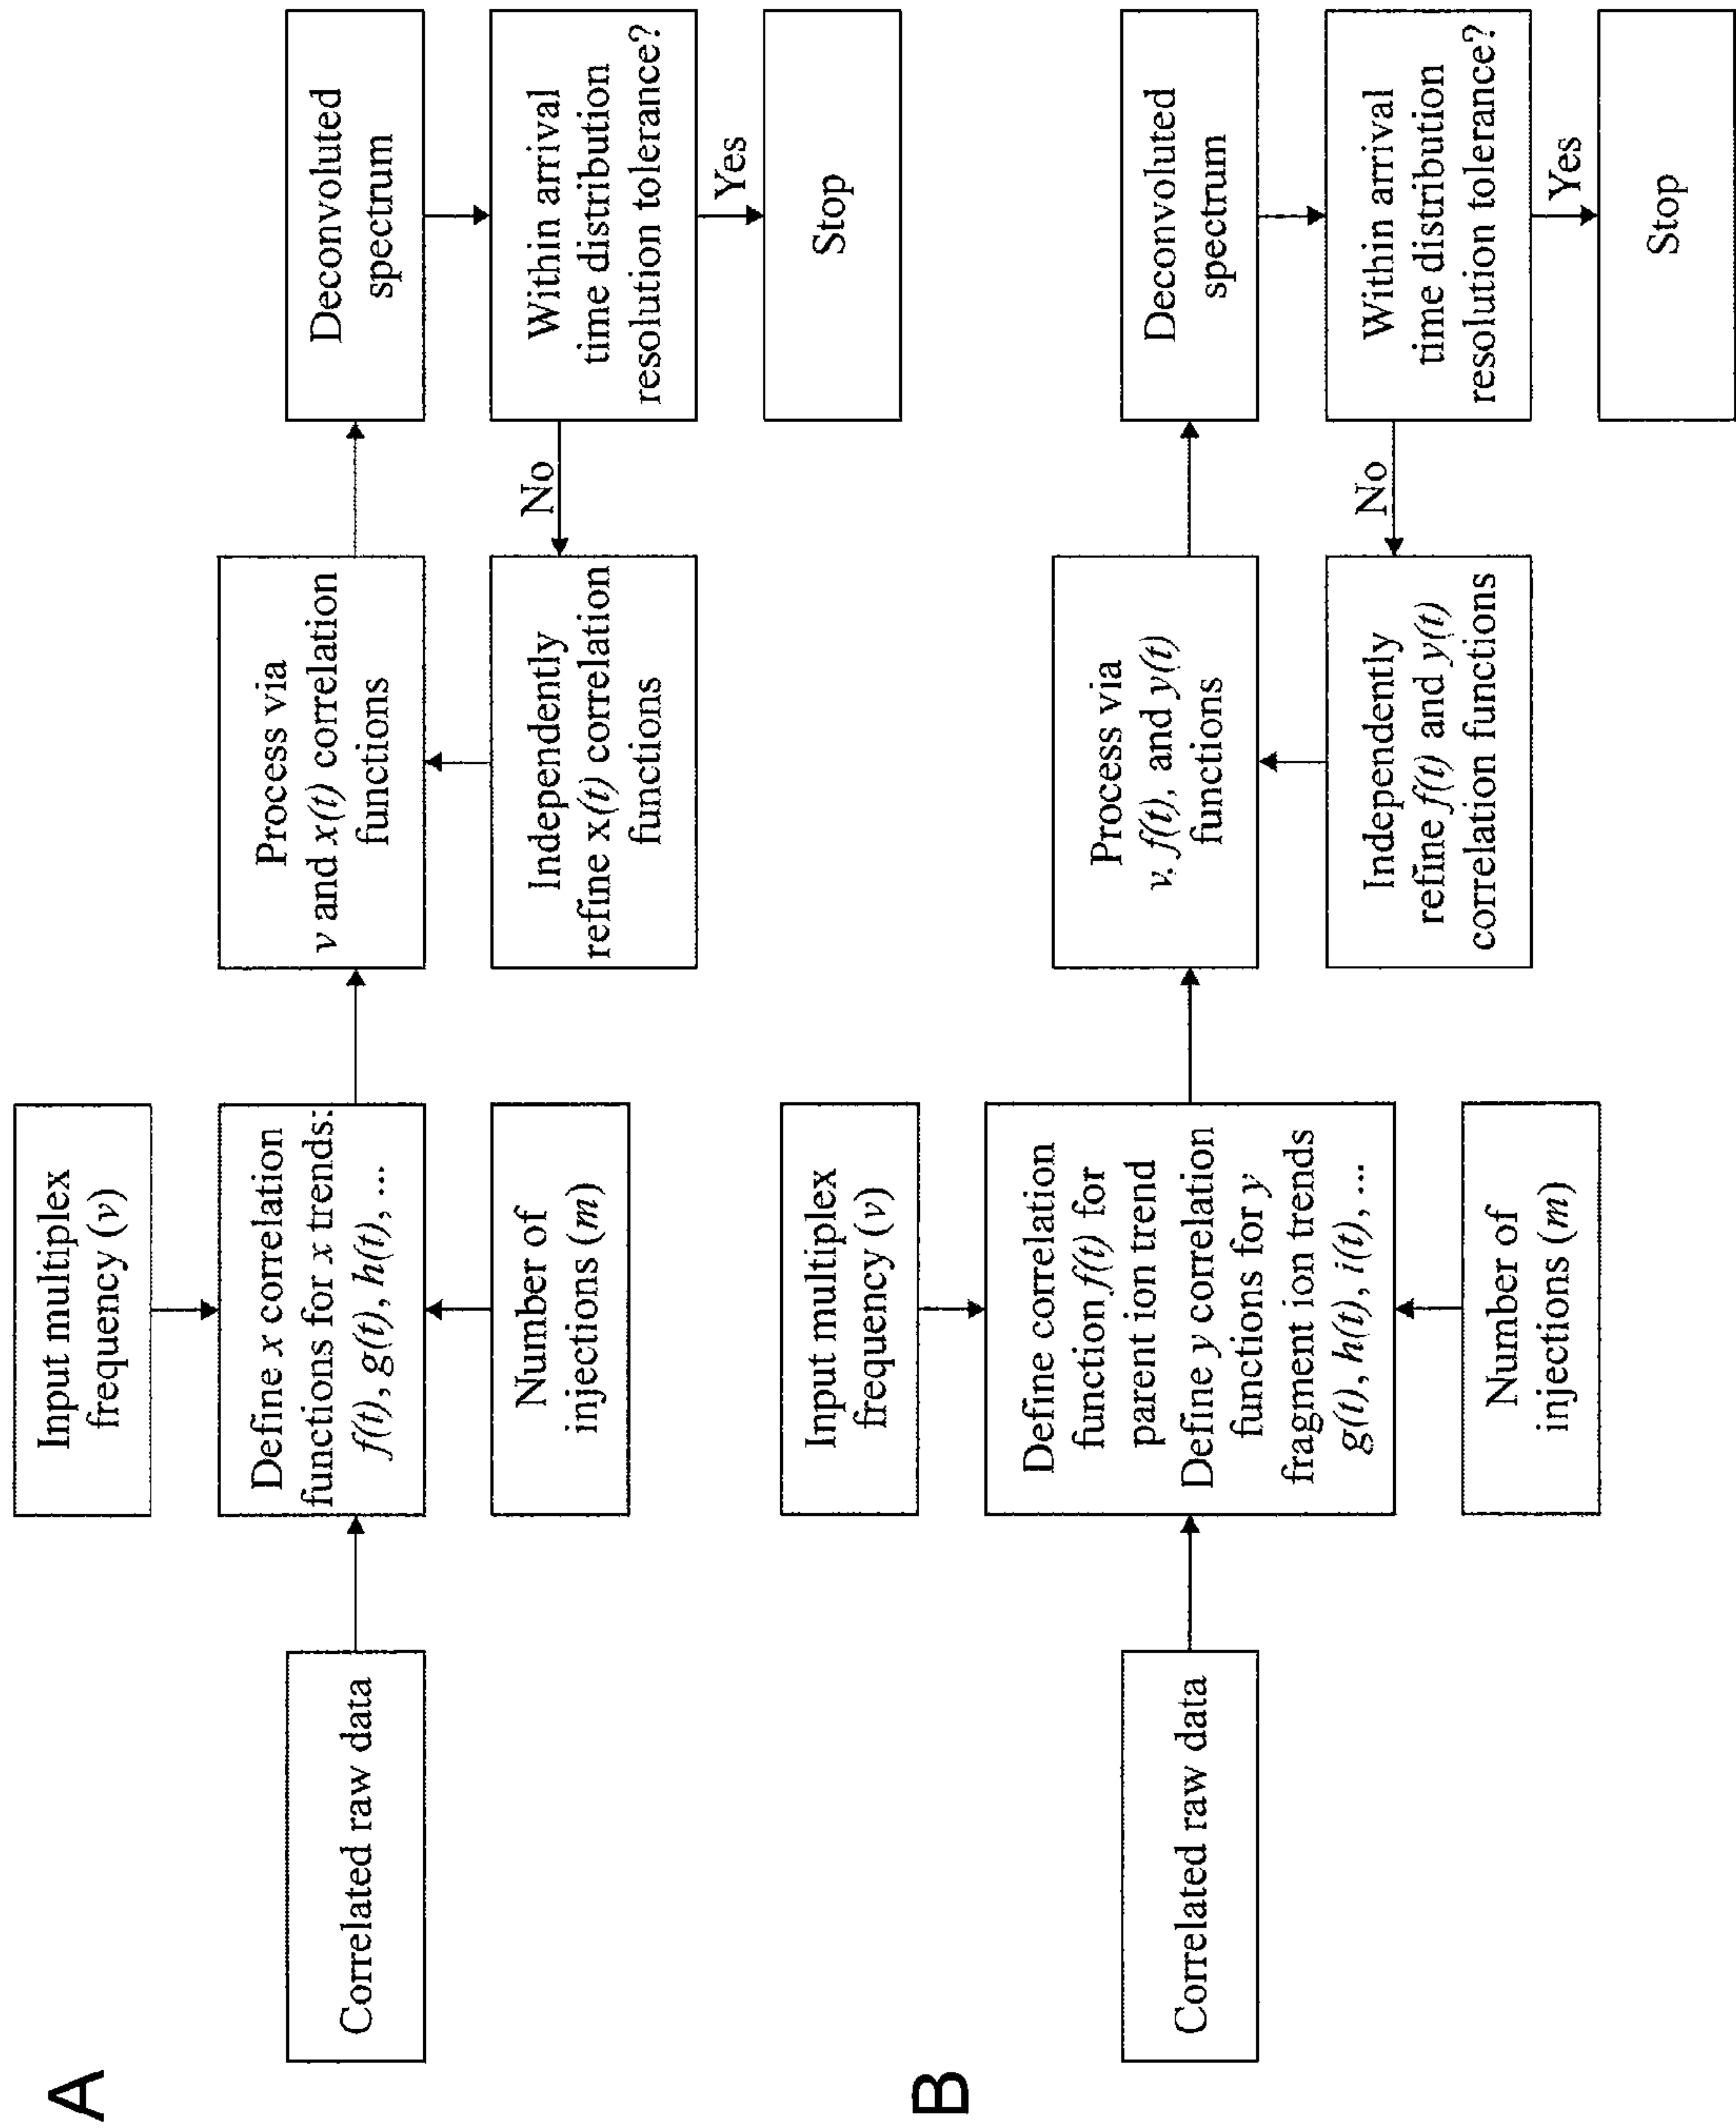 A
Correlated raw data
Input multiplex
frequency (v)
Define x correlation
functions for x trends:
f(t), g(t), h(t), ...
Number of
injections (m)
Process via
v and x(t) correlation
functions
Independently
refine x(t) correlation
functions
No
Deconvoluted
spectrum
Within arrival
time distribution
resolution tolerance?
Yes
Stop
B
Correlated raw data
Input multiplex
frequency (v)
Define correlation
function f(t) for
parent ion trend
Define y correlation
functions for y
fragment ion trends
g(t), h(t), i(t), ...
Number of
injections (m)
Process via
v, f(t), and y(t)
functions
Independently
refine f(t) and y(t)
correlation functions
No
Deconvoluted
spectrum
Within arrival
time distribution
resolution tolerance?
Yes
Stop